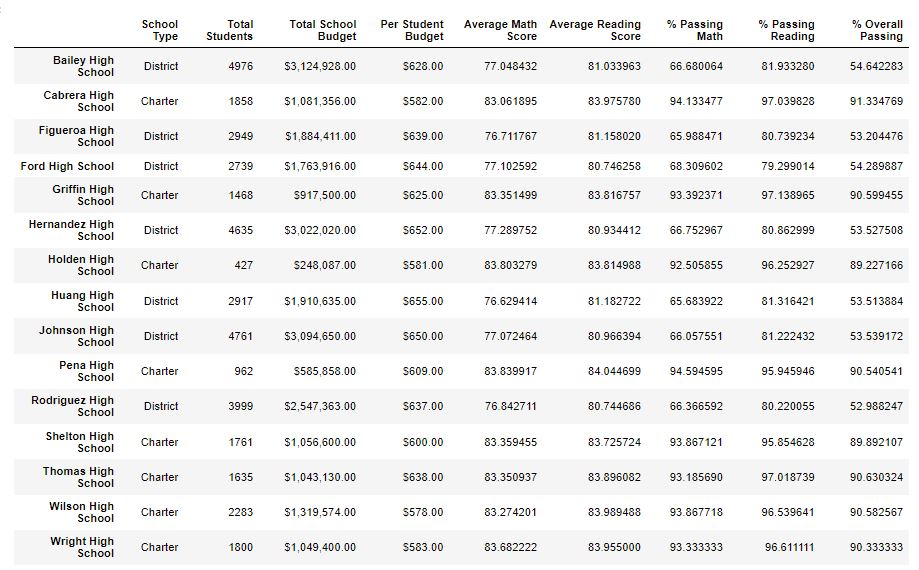 School Type Total Students Total School Budget Per Student Budget Average Math Score Average Reading Score % Passing Math % Passing Reading % Overall Passing
Bailey High School District 4976 $3,124,928.00 $628.00 77.048432 81.033963 66.680064 81.933280 54.642283
Cabrera High School Charter 1858 $1,081,356.00 $582.00 83.061895 83.975780 94.133477 97.039828 91.334769
Figueroa High School District 2949 $1,884,411.00 $639.00 76.711767 81.158020 65.988471 80.739234 53.204476
Ford High School District 2739 $1,763,916.00 $644.00 77.102592 80.746258 68.309602 79.299014 54.289887
Griffin High School Charter 1468 $917,500.00 $625.00 83.351499 83.816757 93.392371 97.138965 90.599455
Hernandez High School District 4635 $3,022,020.00 $652.00 77.289752 80.934412 66.752967 80.862999 53.527508
Holden High School Charter 427 $248,087.00 $581.00 83.803279 83.814988 92.505855 96.252927 89.227166
Huang High School District 2917 $1,910,635.00 $655.00 76.629414 81.182722 65.683922 81.316421 53.513884
Johnson High School District 4761 $3,094,650.00 $650.00 77.072464 80.966394 66.057551 81.222432 53.539172
Pena High School Charter 962 $585,858.00 $609.00 83.839917 84.044699 94.594595 95.945946 90.540541
Rodriguez High School District 3999 $2,547,363.00 $637.00 76.842711 80.744686 66.366592 80.220055 52.988247
Shelton High School Charter 1761 $1,056,600.00 $600.00 83.359455 83.725724 93.867121 95.854628 89.892107
Thomas High School Charter 1635 $1,043,130.00 $638.00 83.350937 83.896082 93.185690 97.018739 90.630324
Wilson High School Charter 2283 $1,319,574.00 $578.00 83.274201 83.989488 93.867718 96.539641 90.582567
Wright High School Charter 1800 $1,049,400.00 $583.00 83.682222 83.955000 93.333333 96.611111 90.333333